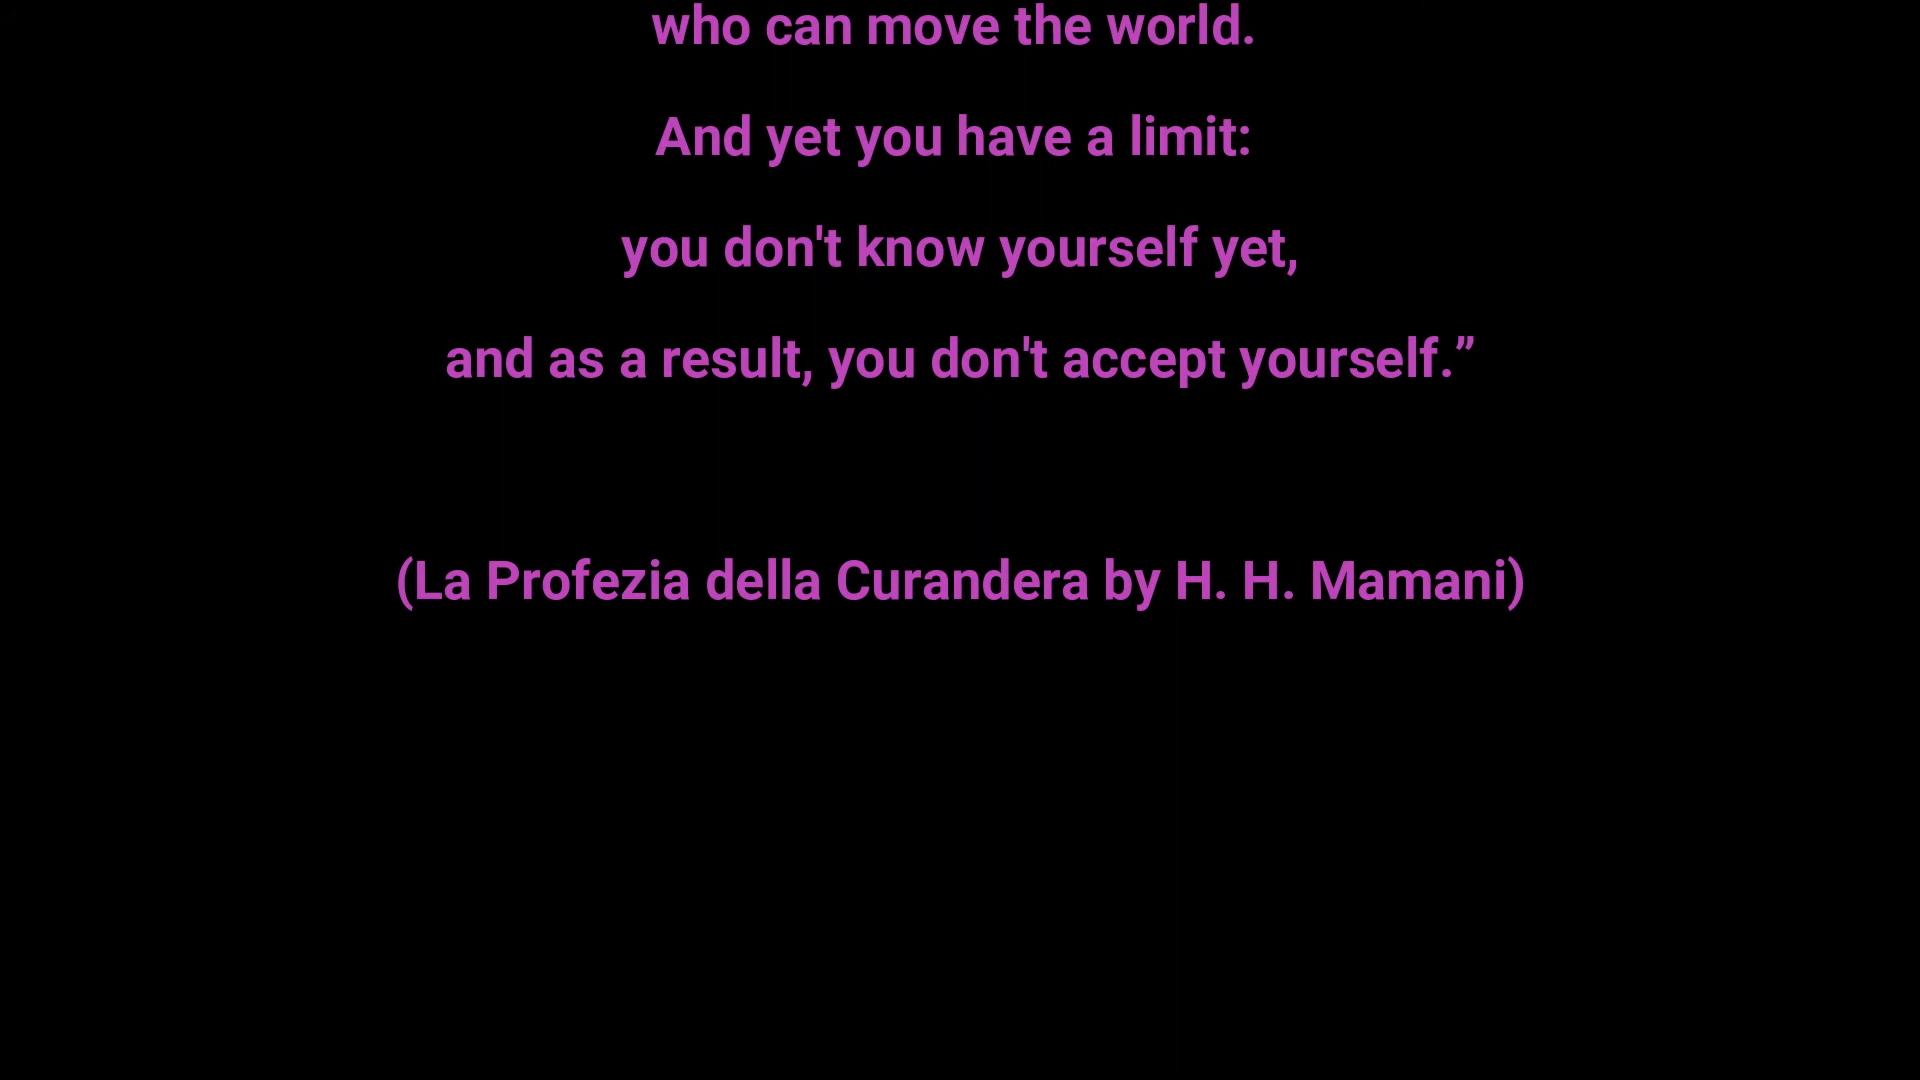 who can move the world.
And yet you have a limit:
you don't know yourself yet,
and as a result, you don't accept yourself.”
(La Profezia della Curandera by H. H. Mamani)